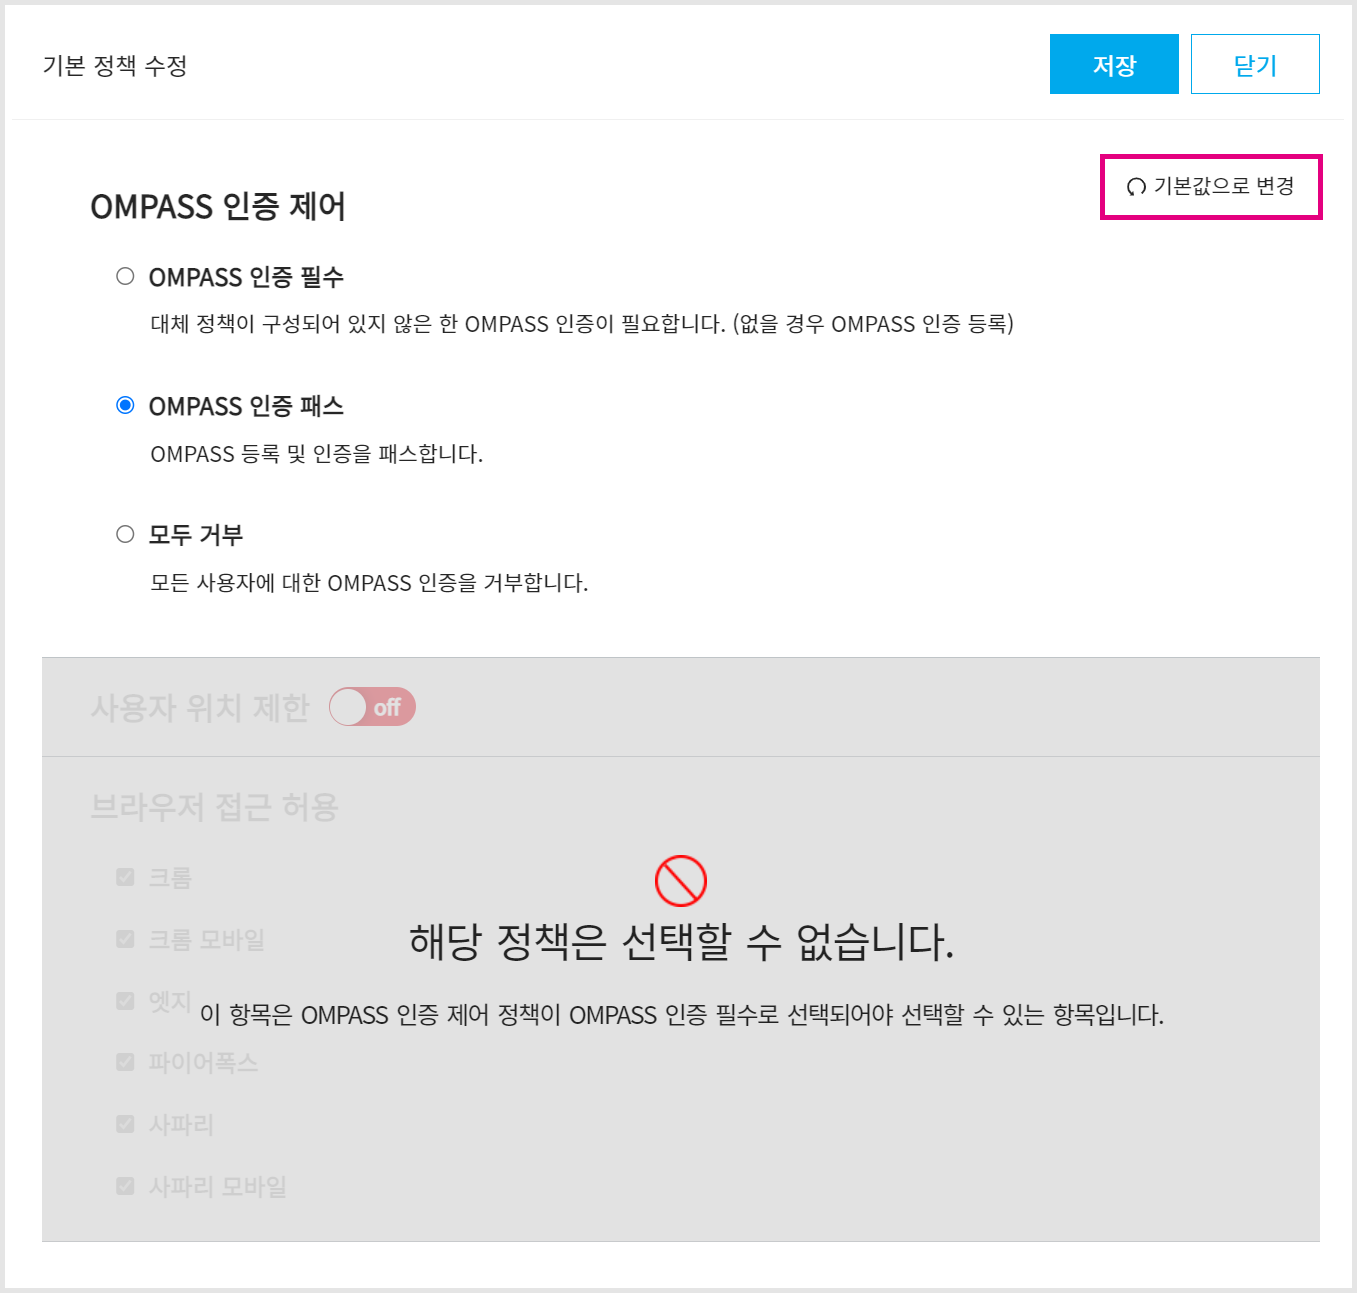 기본 정책 수정
저장
닫기
기본값으로 변경
OMPASS 인증 제어
OMPASS 인증 필수
대체 정책이 구성되어 있지 않은 한 OMPASS 인증이 필요합니다. (없을 경우 OMPASS 인증 등록)
OMPASS 인증 패스
OMPASS 등록 및 인증을 패스합니다.
모두 거부
모든 사용자에 대한 OMPASS 인증을 거부합니다.
사용자 위치 제한
off
브라우저 접근 허용
크롬
크롬 모바일
해당 정책은 선택할 수 없습니다.
엣지
이 항목은 OMPASS 인증 제어 정책이 OMPASS 인증 필수로 선택되어야 선택할 수 있는 항목입니다.
파이어폭스
사파리
사파리 모바일